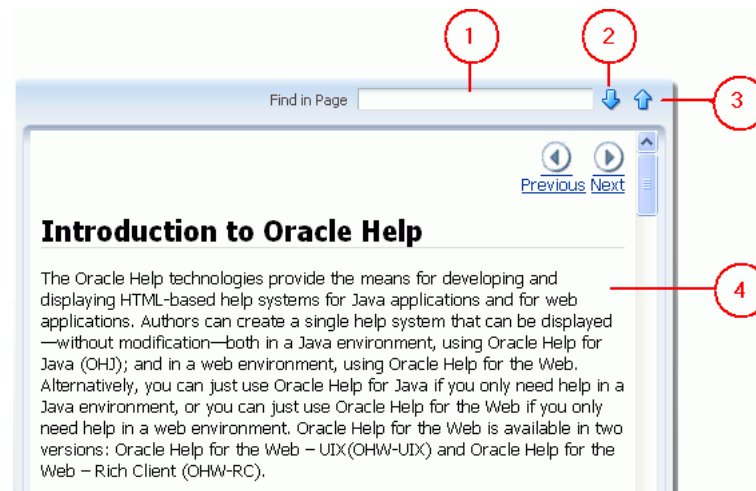 1
2
3
Find in Page
Previous Next
Introduction to Oracle Help
The Oracle Help technologies provide the means for developing and
displaying HTML-based help systems for Java applications and for web
applications. Authors can create a single help system that can be displayed
—without modification—both in a Java environment, using Oracle Help for
Java (OHJ); and in a web environment, using Oracle Help for the Web.
Alternatively, you can just use Oracle Help for Java if you only need help in a
Java environment, or you can just use Oracle Help for the Web if you only
need help in a web environment. Oracle Help for the Web is available in two
versions: Oracle Help for the Web – UIX(OHW-UIX) and Oracle Help for the
Web – Rich Client (OHW-RC).
4